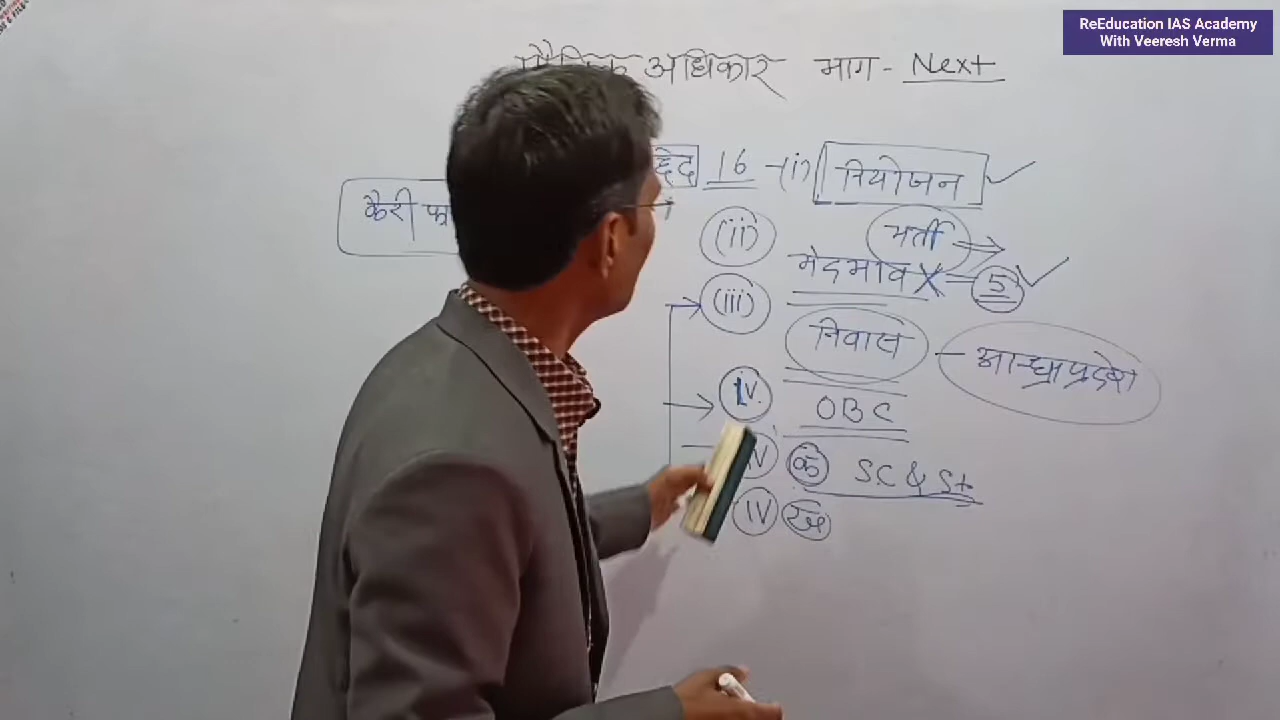 ReEducation IAS Academy
With Veeresh Verma
अधिकार भाग - Next
16 -(i) नियोजन
कैरी
(ii) भर्ती
(iii) भेदभाव X = 5
निवास - आन्ध्रप्रदेश
IV. OBC
IV क SC & St
IV ख